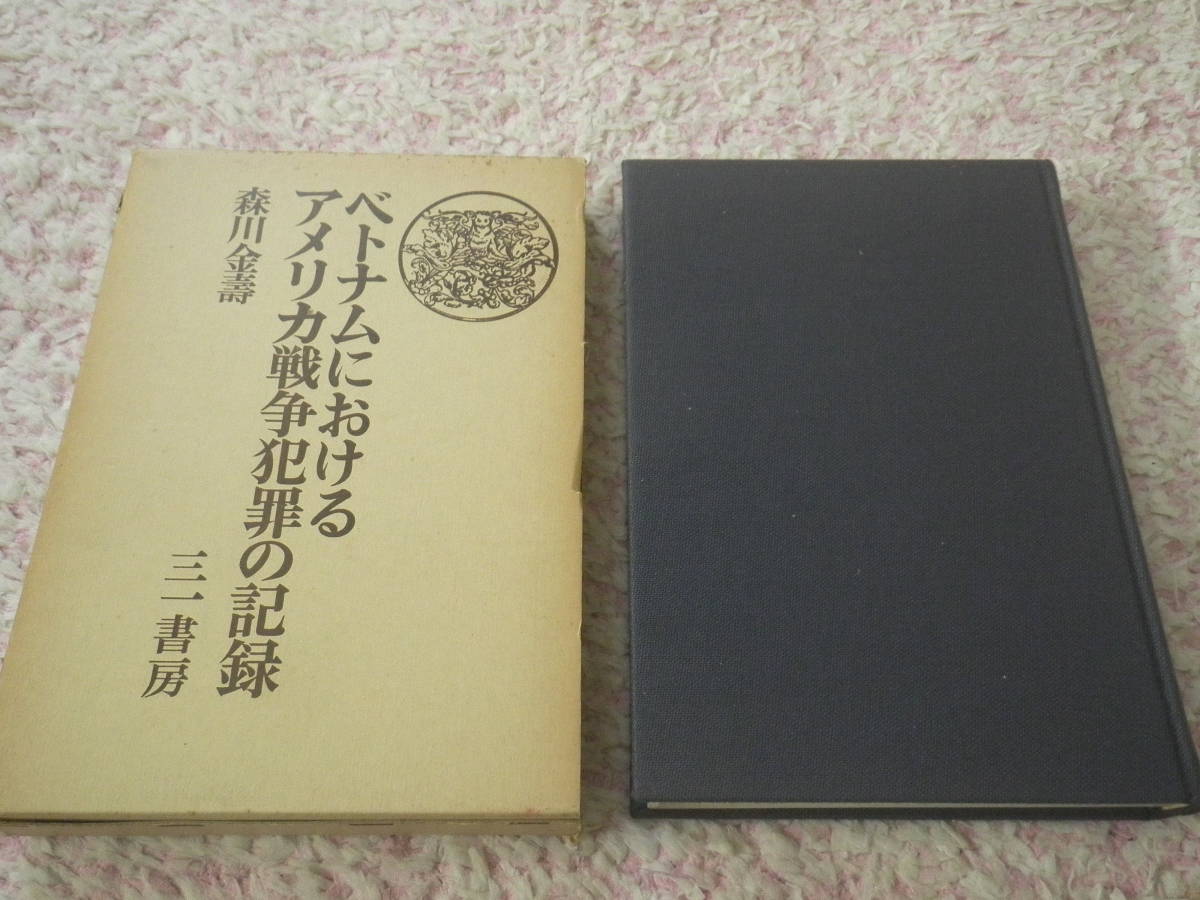 ベトナムにおける
アメリカ戦争犯罪の記録
森川金壽
三一書房